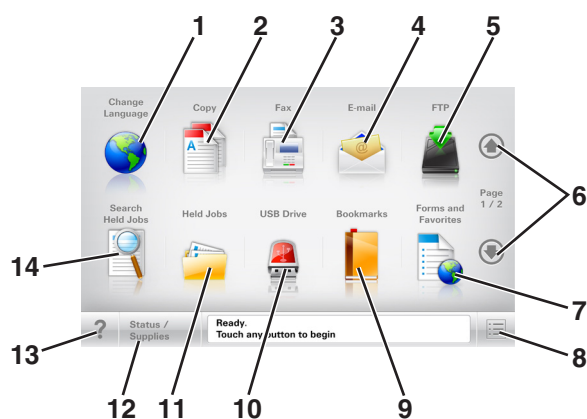 1 2 3 4 5
Change
Language
Copy
Fax
E-mail
FTP
A
@
6
Page
1 / 2
Search
Held Jobs
Held Jobs
USB Drive
Bookmarks
Forms and
Favorites
14
7
?
Status /
Supplies
Ready.
Touch any button to begin
13 12 11 10 9 8